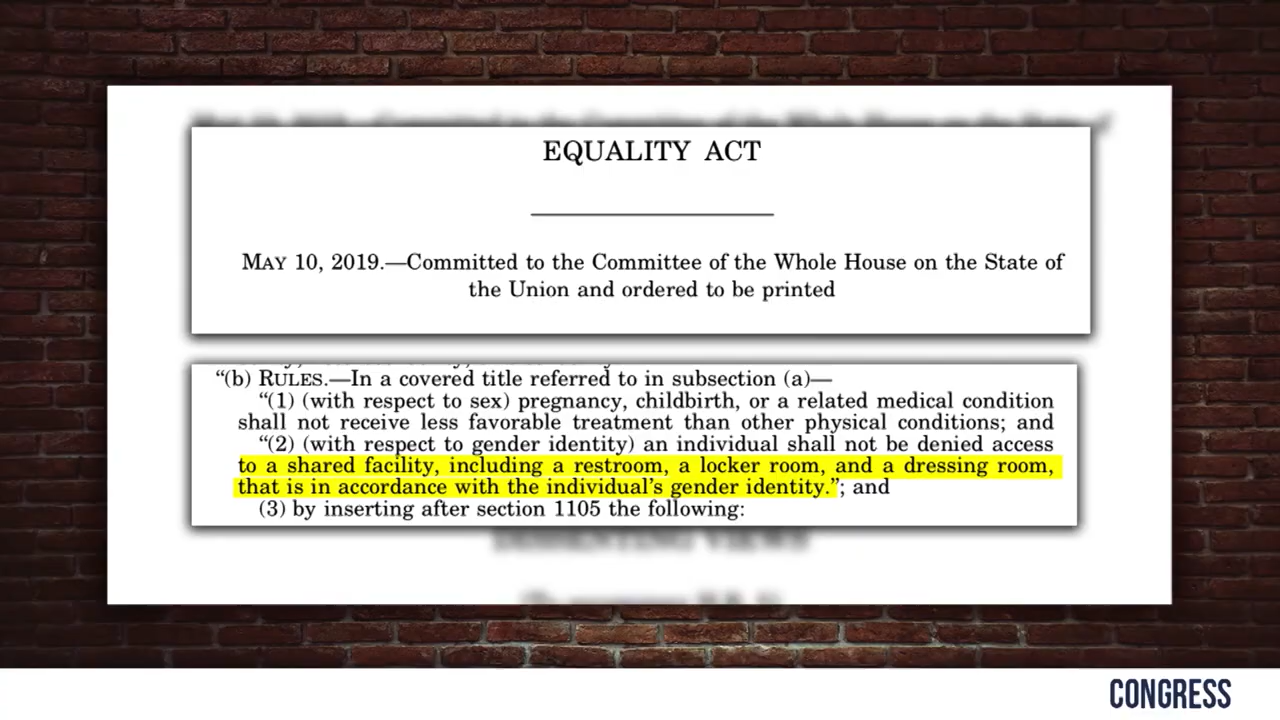 EQUALITY ACT
MAY 10, 2019.—Committed to the Committee of the Whole House on the State of
the Union and ordered to be printed
“(b) RULES.—In a covered title referred to in subsection (a)—
“(1) (with respect to sex) pregnancy, childbirth, or a related medical condition
shall not receive less favorable treatment than other physical conditions; and
“(2) (with respect to gender identity) an individual shall not be denied access
to a shared facility, including a restroom, a locker room, and a dressing room,
that is in accordance with the individual’s gender identity.”; and
(3) by inserting after section 1105 the following:
CONGRESS